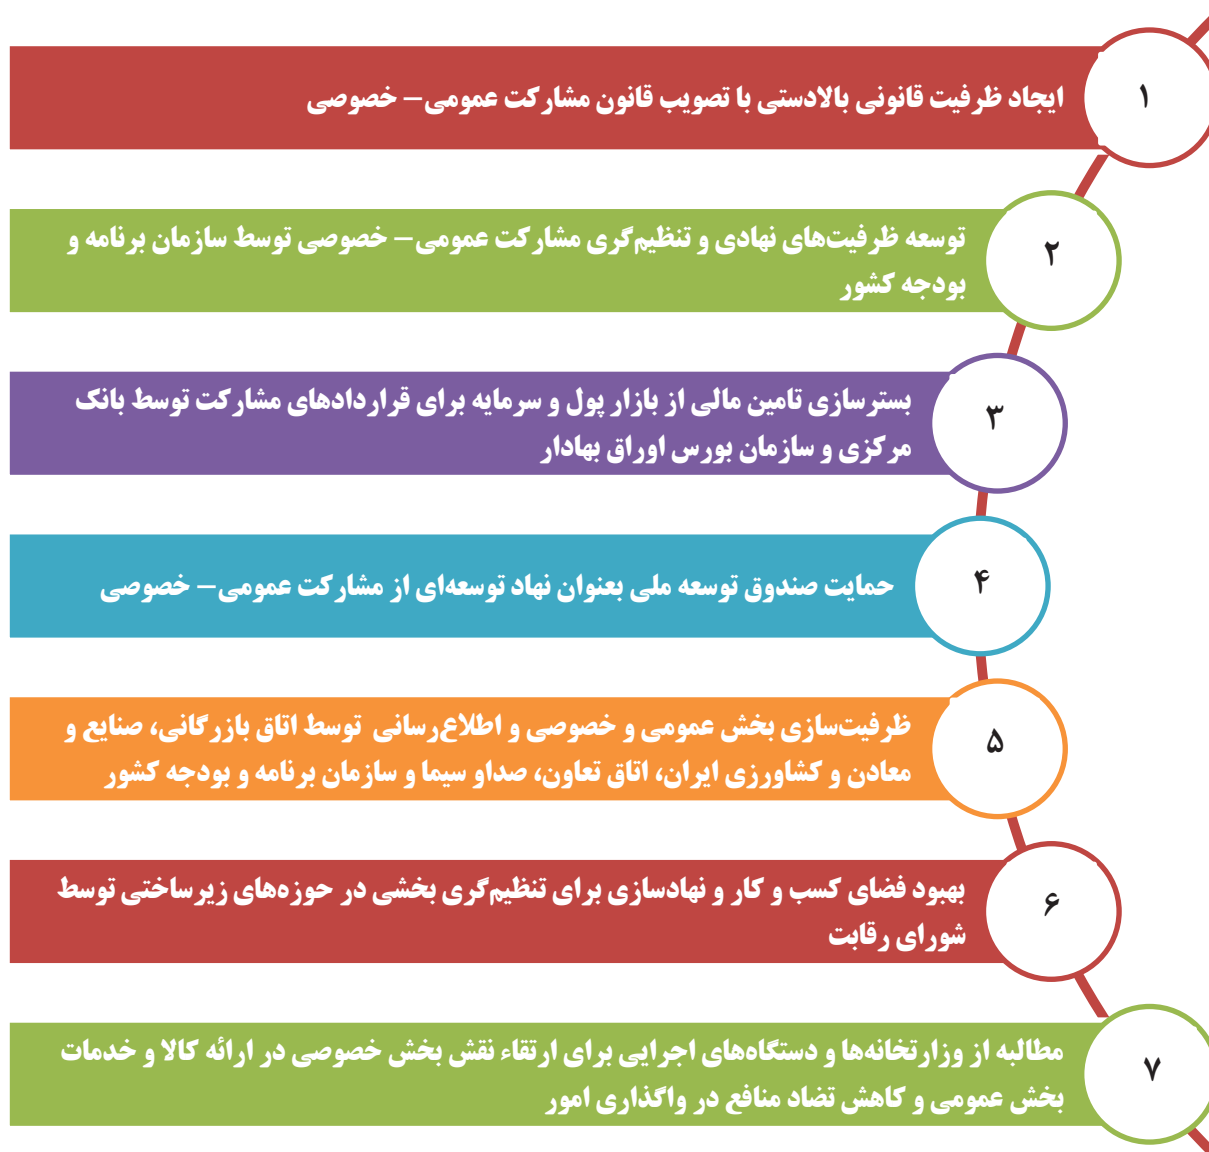 ۱
ایجاد ظرفیت قانونی بالادستی با تصویب قانون مشارکت عمومی– خصوصی
۲
توسعه ظرفیت‌های نهادی و تنظیم‌گری مشارکت عمومی– خصوصی توسط سازمان برنامه و
بودجه کشور
۳
بسترسازی تامین مالی از بازار پول و سرمایه برای قراردادهای مشارکت توسط بانک
مرکزی و سازمان بورس اوراق بهادار
۴
حمایت صندوق توسعه ملی بعنوان نهاد توسعه‌ای از مشارکت عمومی– خصوصی
۵
ظرفیت‌سازی بخش عمومی و خصوصی و اطلاع‌رسانی توسط اتاق بازرگانی، صنایع و
معادن و کشاورزی ایران، اتاق تعاون، صداو سیما و سازمان برنامه و بودجه کشور
۶
بهبود فضای کسب و کار و نهادسازی برای تنظیم‌گری بخشی در حوزه‌های زیرساختی توسط
شورای رقابت
۷
مطالبه از وزارتخانه‌ها و دستگاه‌های اجرایی برای ارتقاء نقش بخش خصوصی در ارائه کالا و خدمات
بخش عمومی و کاهش تضاد منافع در واگذاری امور